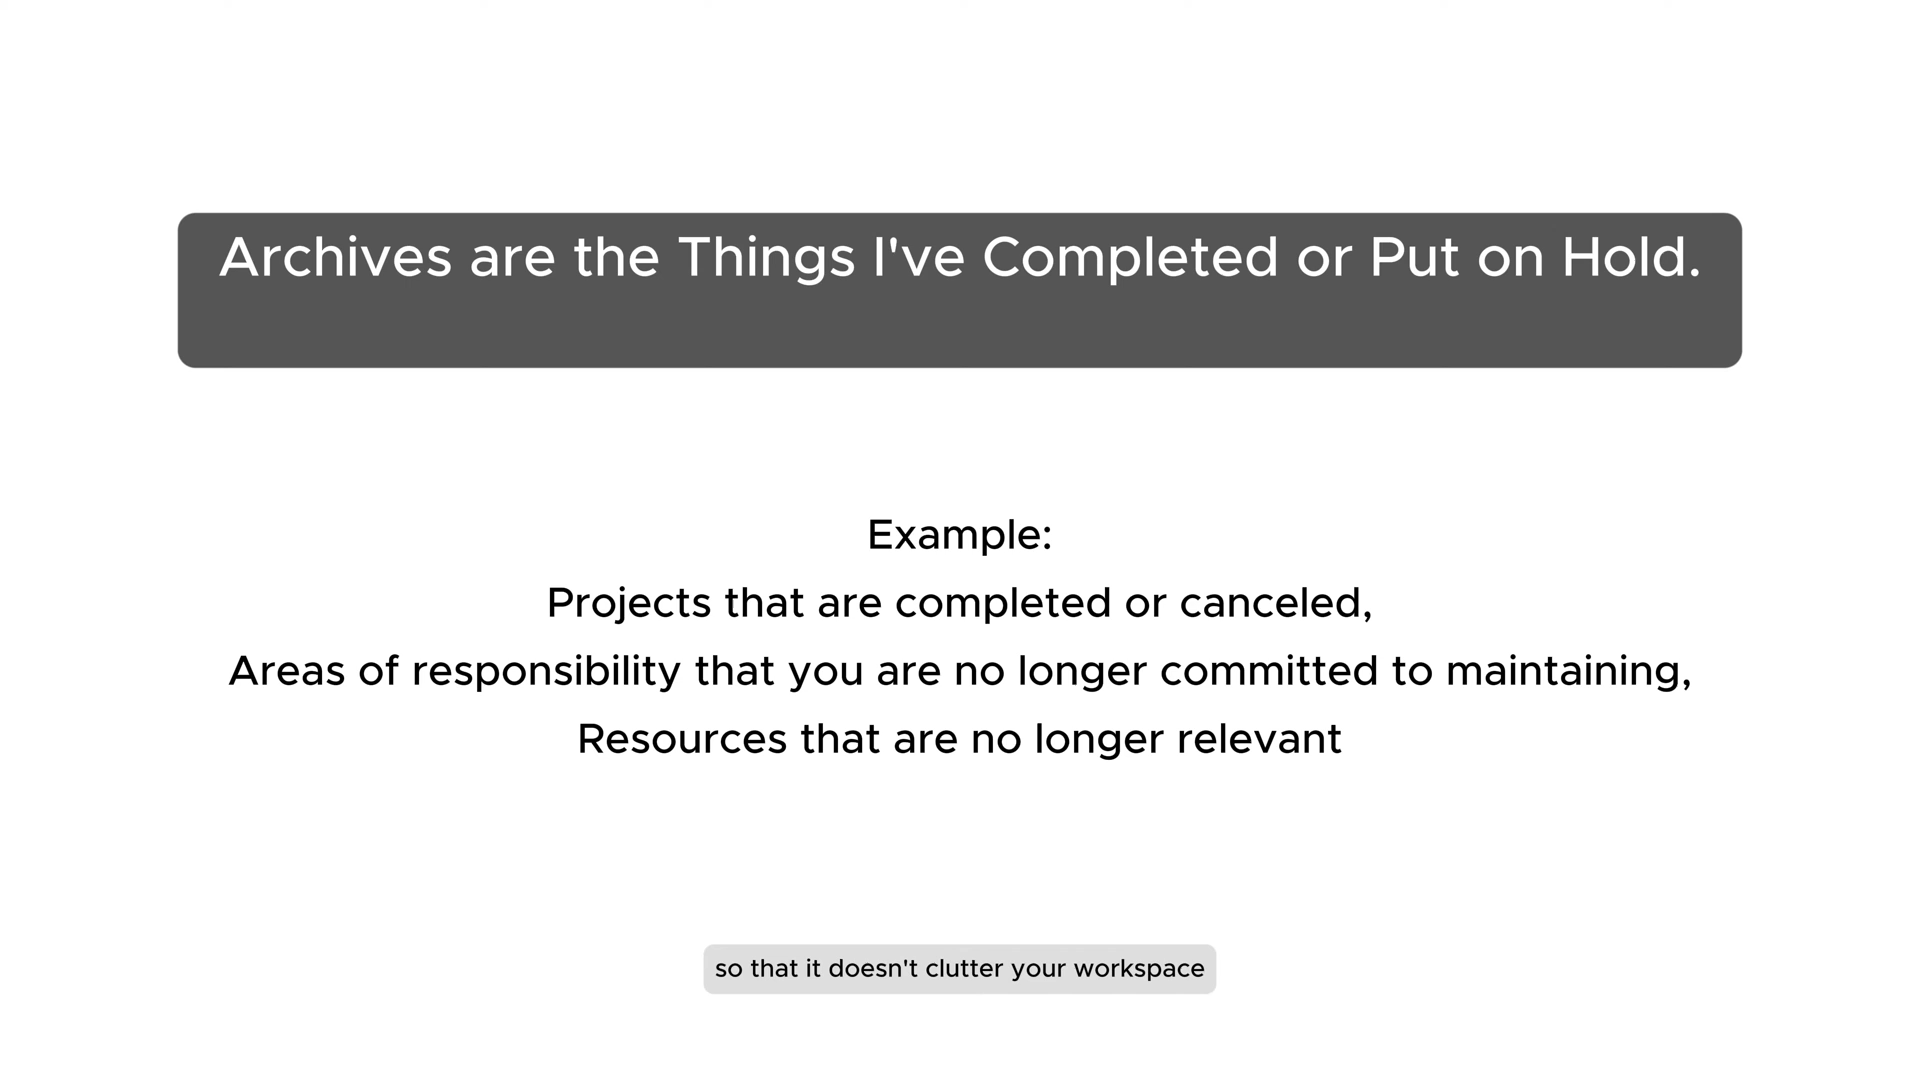 Archives are the Things I've Completed or Put on Hold.
Example:
Projects that are completed or canceled,
Areas of responsibility that you are no longer committed to maintaining,
Resources that are no longer relevant
so that it doesn't clutter your workspace